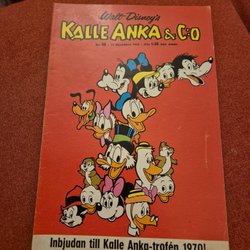 Walt Disney's
KALLE ANKA & C:O
Inbjudan till Kalle Anka-trofén 1970!